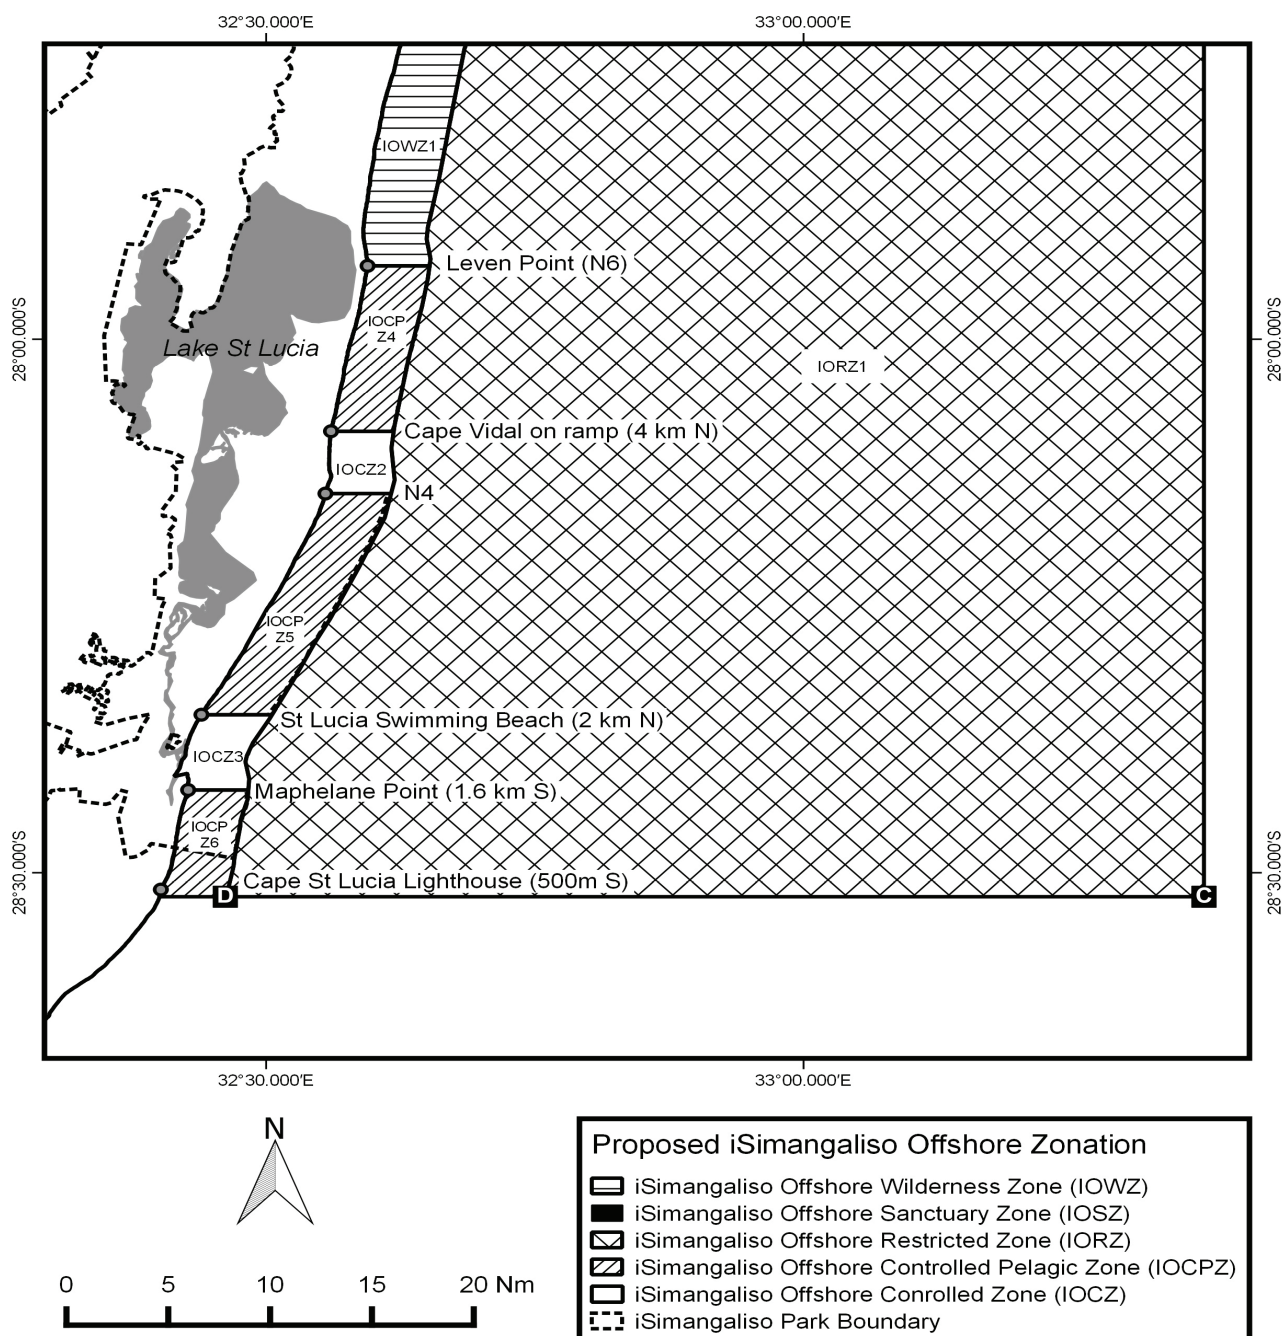 32°30.000'E
33°00.000'E
IOWZ1
Leven Point (N6)
28°00.000'S
28°00.000'S
IOCP
Z4
Lake St Lucia
IORZ1
Cape Vidal on ramp (4 km N)
IOCZ2
N4
IOCP
Z5
St Lucia Swimming Beach (2 km N)
IOCZ3
Maphelane Point (1.6 km S)
IOCP
Z6
28°30.000'S
28°30.000'S
Cape St Lucia Lighthouse (500m S)
D
C
32°30.000'E
33°00.000'E
N
0 5 10 15 20 Nm
Proposed iSimangaliso Offshore Zonation
iSimangaliso Offshore Wilderness Zone (IOWZ)
iSimangaliso Offshore Sanctuary Zone (IOSZ)
iSimangaliso Offshore Restricted Zone (IORZ)
iSimangaliso Offshore Controlled Pelagic Zone (IOCPZ)
iSimangaliso Offshore Conrolled Zone (IOCZ)
iSimangaliso Park Boundary